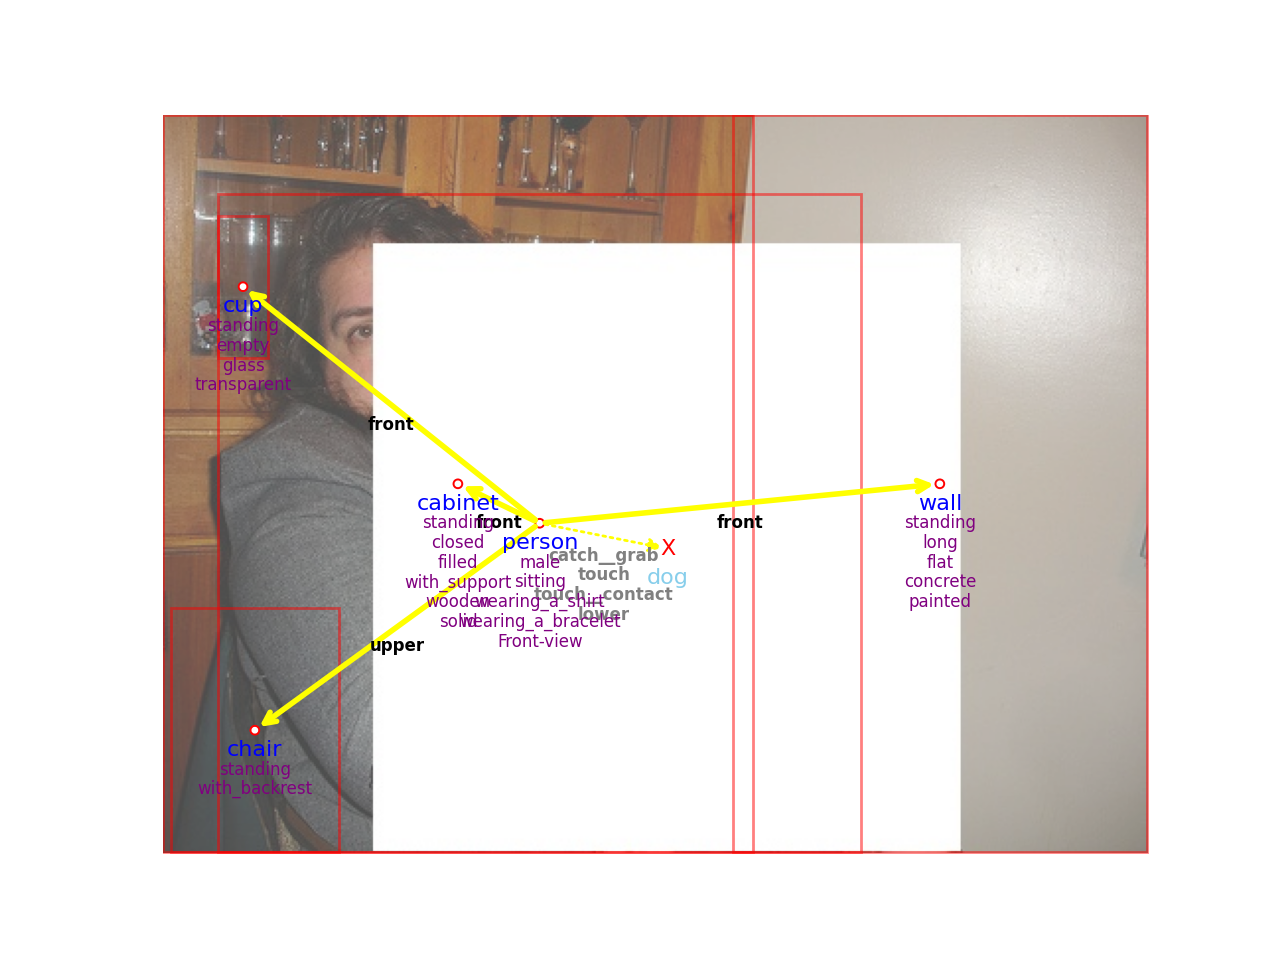 cup
standing
empty
glass
transparent
front
cabinet
standing
closed
filled
with_support
wooden
solid
front
person
male
sitting
wearing_a_shirt
wearing_a_bracelet
Front-view
catch__grab
touch
touch__contact
lower
X
dog
front
wall
standing
long
flat
concrete
painted
upper
chair
standing
with_backrest